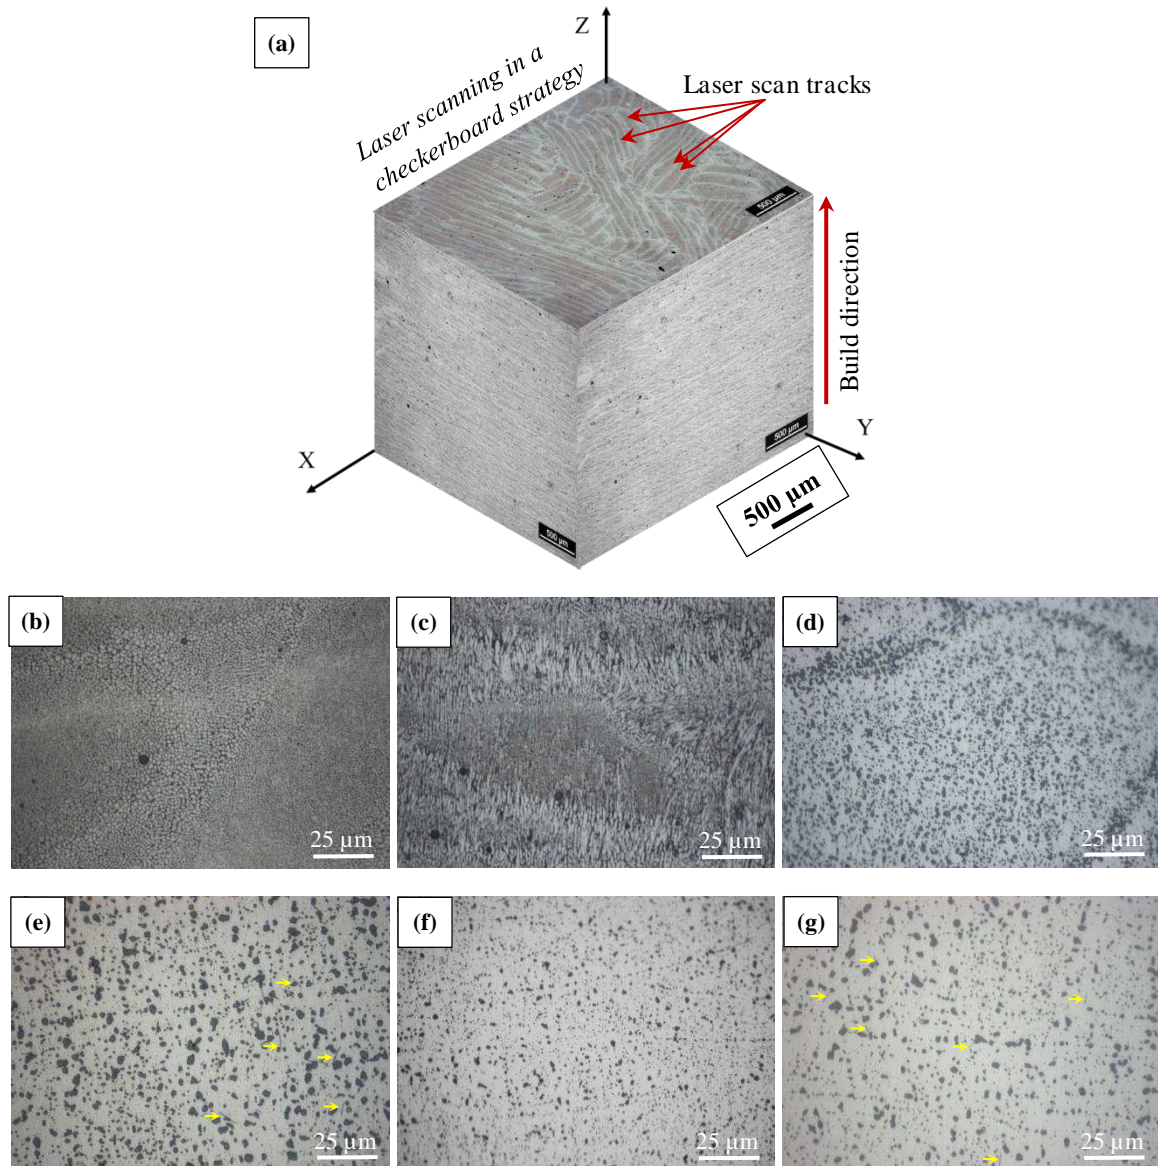 (a)
Z
Laser scanning in a
checkerboard strategy
Laser scan tracks
500 µm
Build direction
X
Y
500 µm
500 µm
500 µm
(b)
25 µm
(c)
25 µm
(d)
25 µm
(e)
25 µm
(f)
25 µm
(g)
25 µm